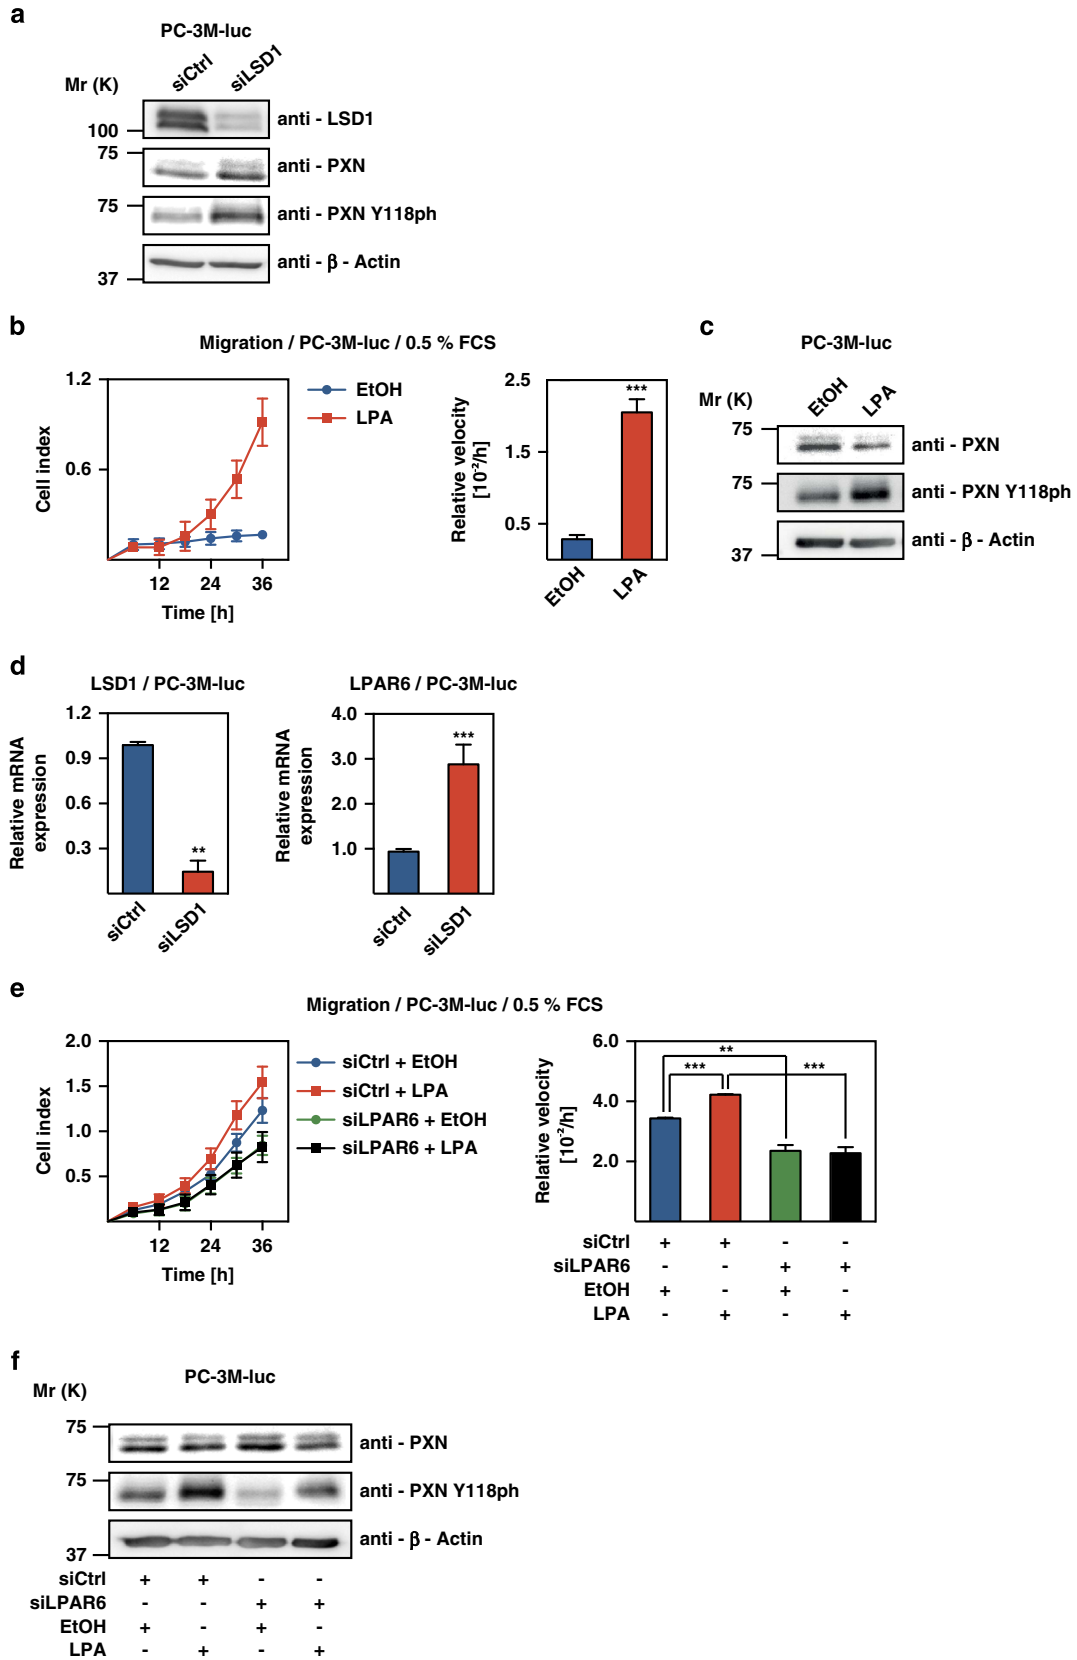 a
PC-3M-luc
Mr (K)
siCtrl
siLSD1
100
anti - LSD1
75
anti - PXN
75
anti - PXN Y118ph
anti - β - Actin
37
b
Migration / PC-3M-luc / 0.5 % FCS
Cell index
1.2
0.6
12
24
36
Time [h]
EtOH
LPA
Relative velocity
[10⁻²/h]
2.5
1.5
0.5
***
EtOH
LPA
c
PC-3M-luc
Mr (K)
EtOH
LPA
75
anti - PXN
75
anti - PXN Y118ph
anti - β - Actin
37
d
LSD1 / PC-3M-luc
Relative mRNA
expression
1.2
0.9
0.6
0.3
**
siCtrl
siLSD1
LPAR6 / PC-3M-luc
Relative mRNA
expression
4.0
3.0
2.0
1.0
***
siCtrl
siLSD1
e
Migration / PC-3M-luc / 0.5 % FCS
Cell index
2.0
1.5
1.0
0.5
12
24
36
Time [h]
siCtrl + EtOH
siCtrl + LPA
siLPAR6 + EtOH
siLPAR6 + LPA
Relative velocity
[10⁻²/h]
6.0
4.0
2.0
**
***
***
siCtrl + + - -
siLPAR6 - - + +
EtOH + - + -
LPA - + - +
f
PC-3M-luc
Mr (K)
75
anti - PXN
75
anti - PXN Y118ph
anti - β - Actin
37
siCtrl + + - -
siLPAR6 - - + +
EtOH + - + -
LPA - + - +